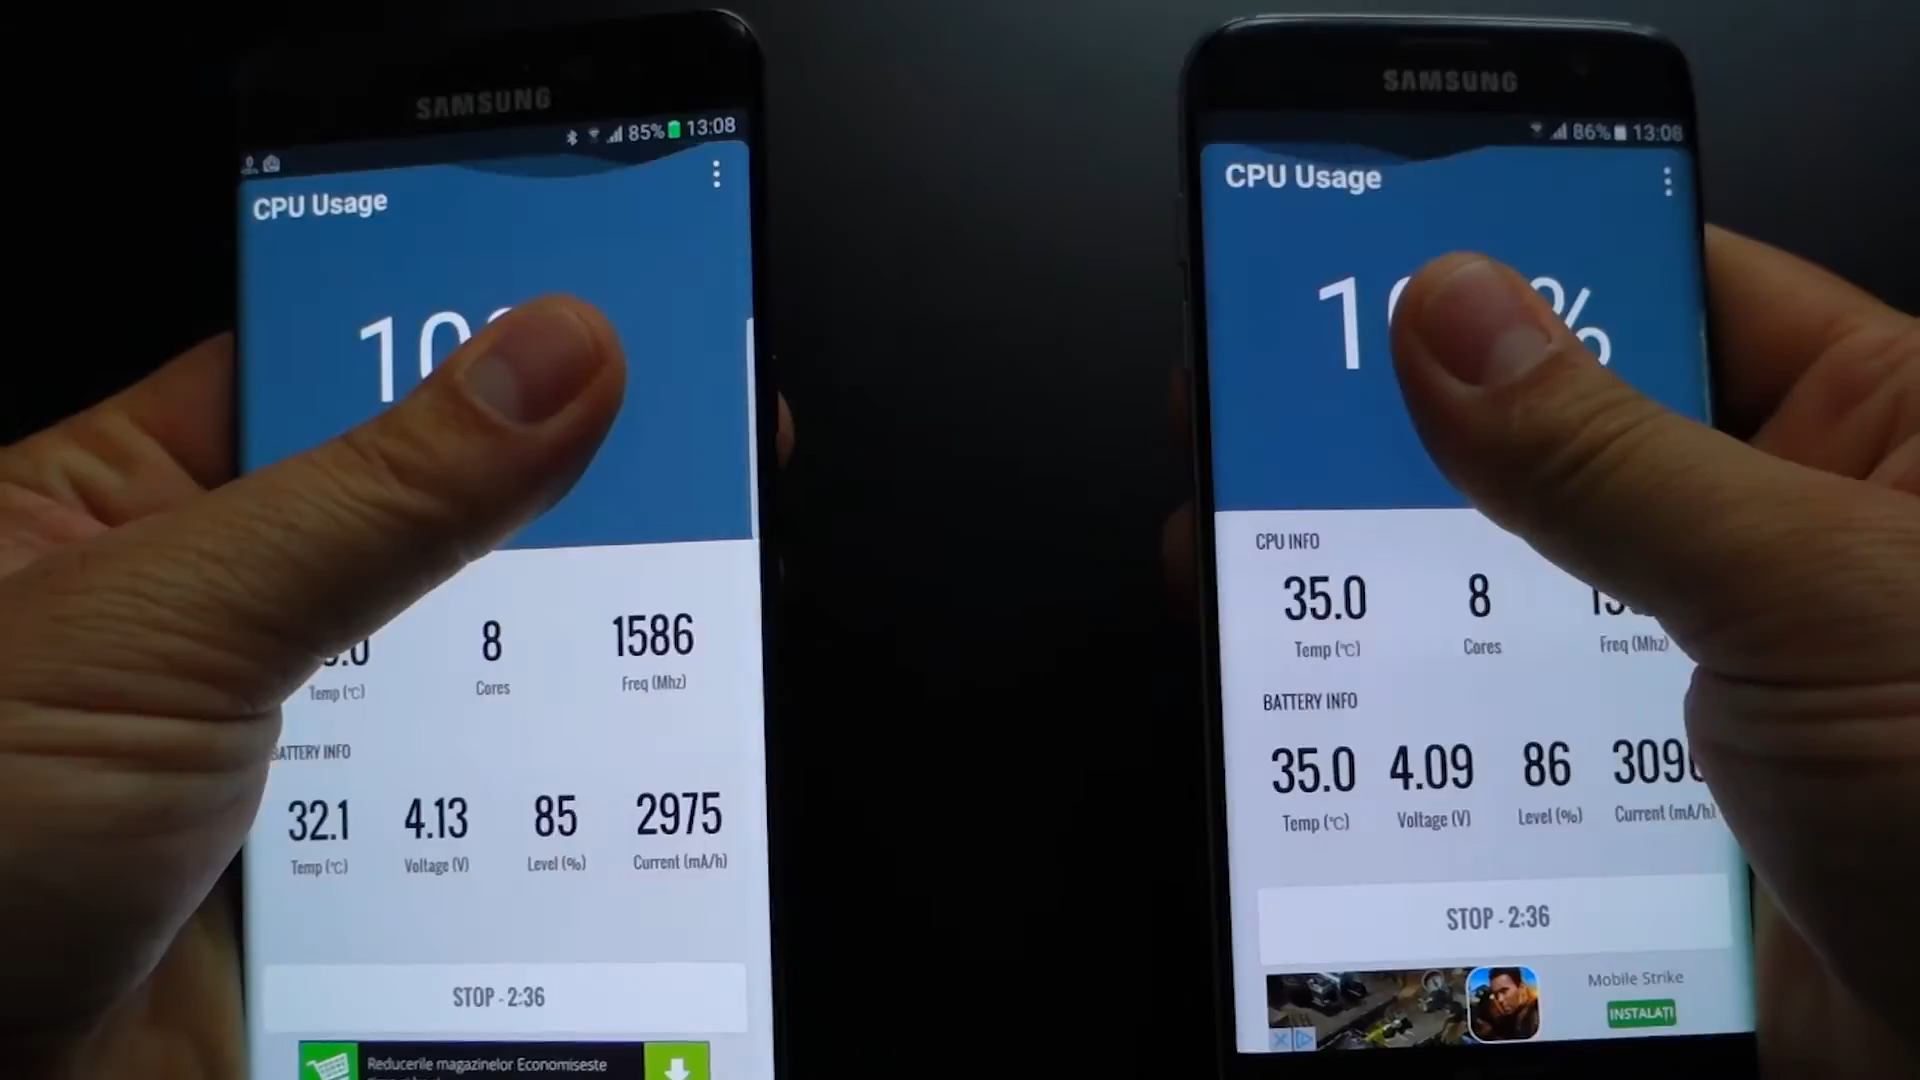 SAMSUNG
85% 13:08
CPU Usage
8
1586
Temp (°C)
Cores
Freq (Mhz)
BATTERY INFO
32.1
4.13
85
2975
Temp (°C)
Voltage (V)
Level (%)
Current (mA/h)
STOP - 2:36
Reducerile magazinelor Economiseste
SAMSUNG
86% 13:08
CPU Usage
%
CPU INFO
35.0
8
Temp (°C)
Cores
Freq (Mhz)
BATTERY INFO
35.0
4.09
86
Temp (°C)
Voltage (V)
Level (%)
Current (mA/h)
STOP - 2:36
Mobile Strike
INSTALAȚI